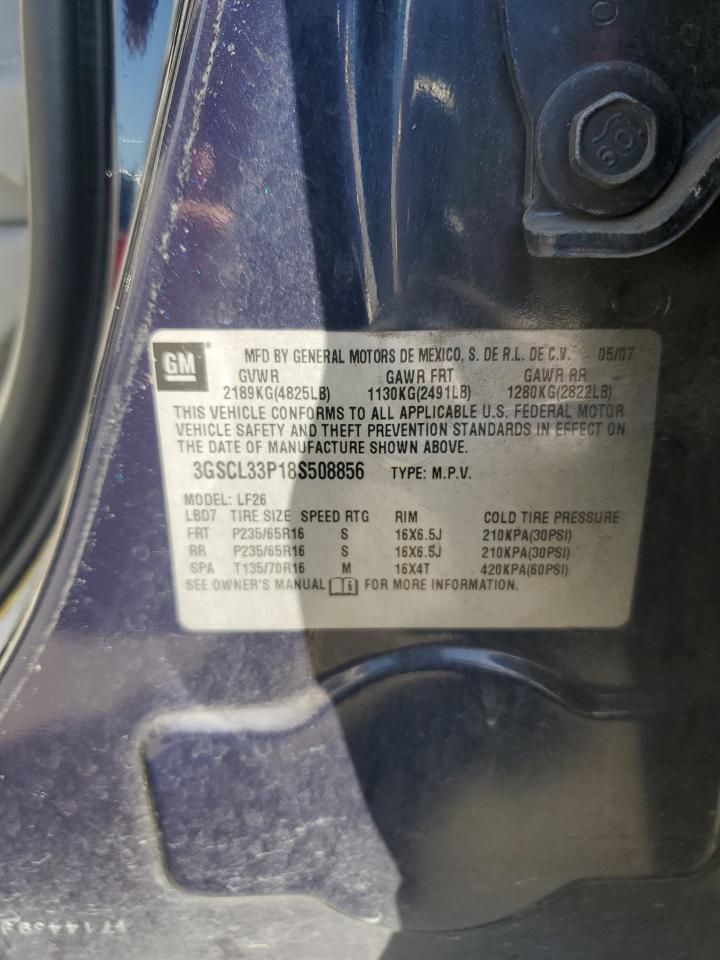 GM
MFD BY GENERAL MOTORS DE MEXICO, S. DE R.L. DE C.V. 05/07
GVWR GAWR FRT GAWR RR
2189KG(4825LB) 1130KG(2491LB) 1280KG(2822LB)
THIS VEHICLE CONFORMS TO ALL APPLICABLE U.S. FEDERAL MOTOR
VEHICLE SAFETY AND THEFT PREVENTION STANDARDS IN EFFECT ON
THE DATE OF MANUFACTURE SHOWN ABOVE.
3GSCL33P18S508856 TYPE: M.P.V.
MODEL: LF26
LBD7 TIRE SIZE SPEED RTG RIM COLD TIRE PRESSURE
FRT P235/65R16 S 16X6.5J 210KPA(30PSI)
RR P235/65R16 S 16X6.5J 210KPA(30PSI)
SPA T135/70R16 M 16X4T 420KPA(60PSI)
SEE OWNER'S MANUAL FOR MORE INFORMATION.